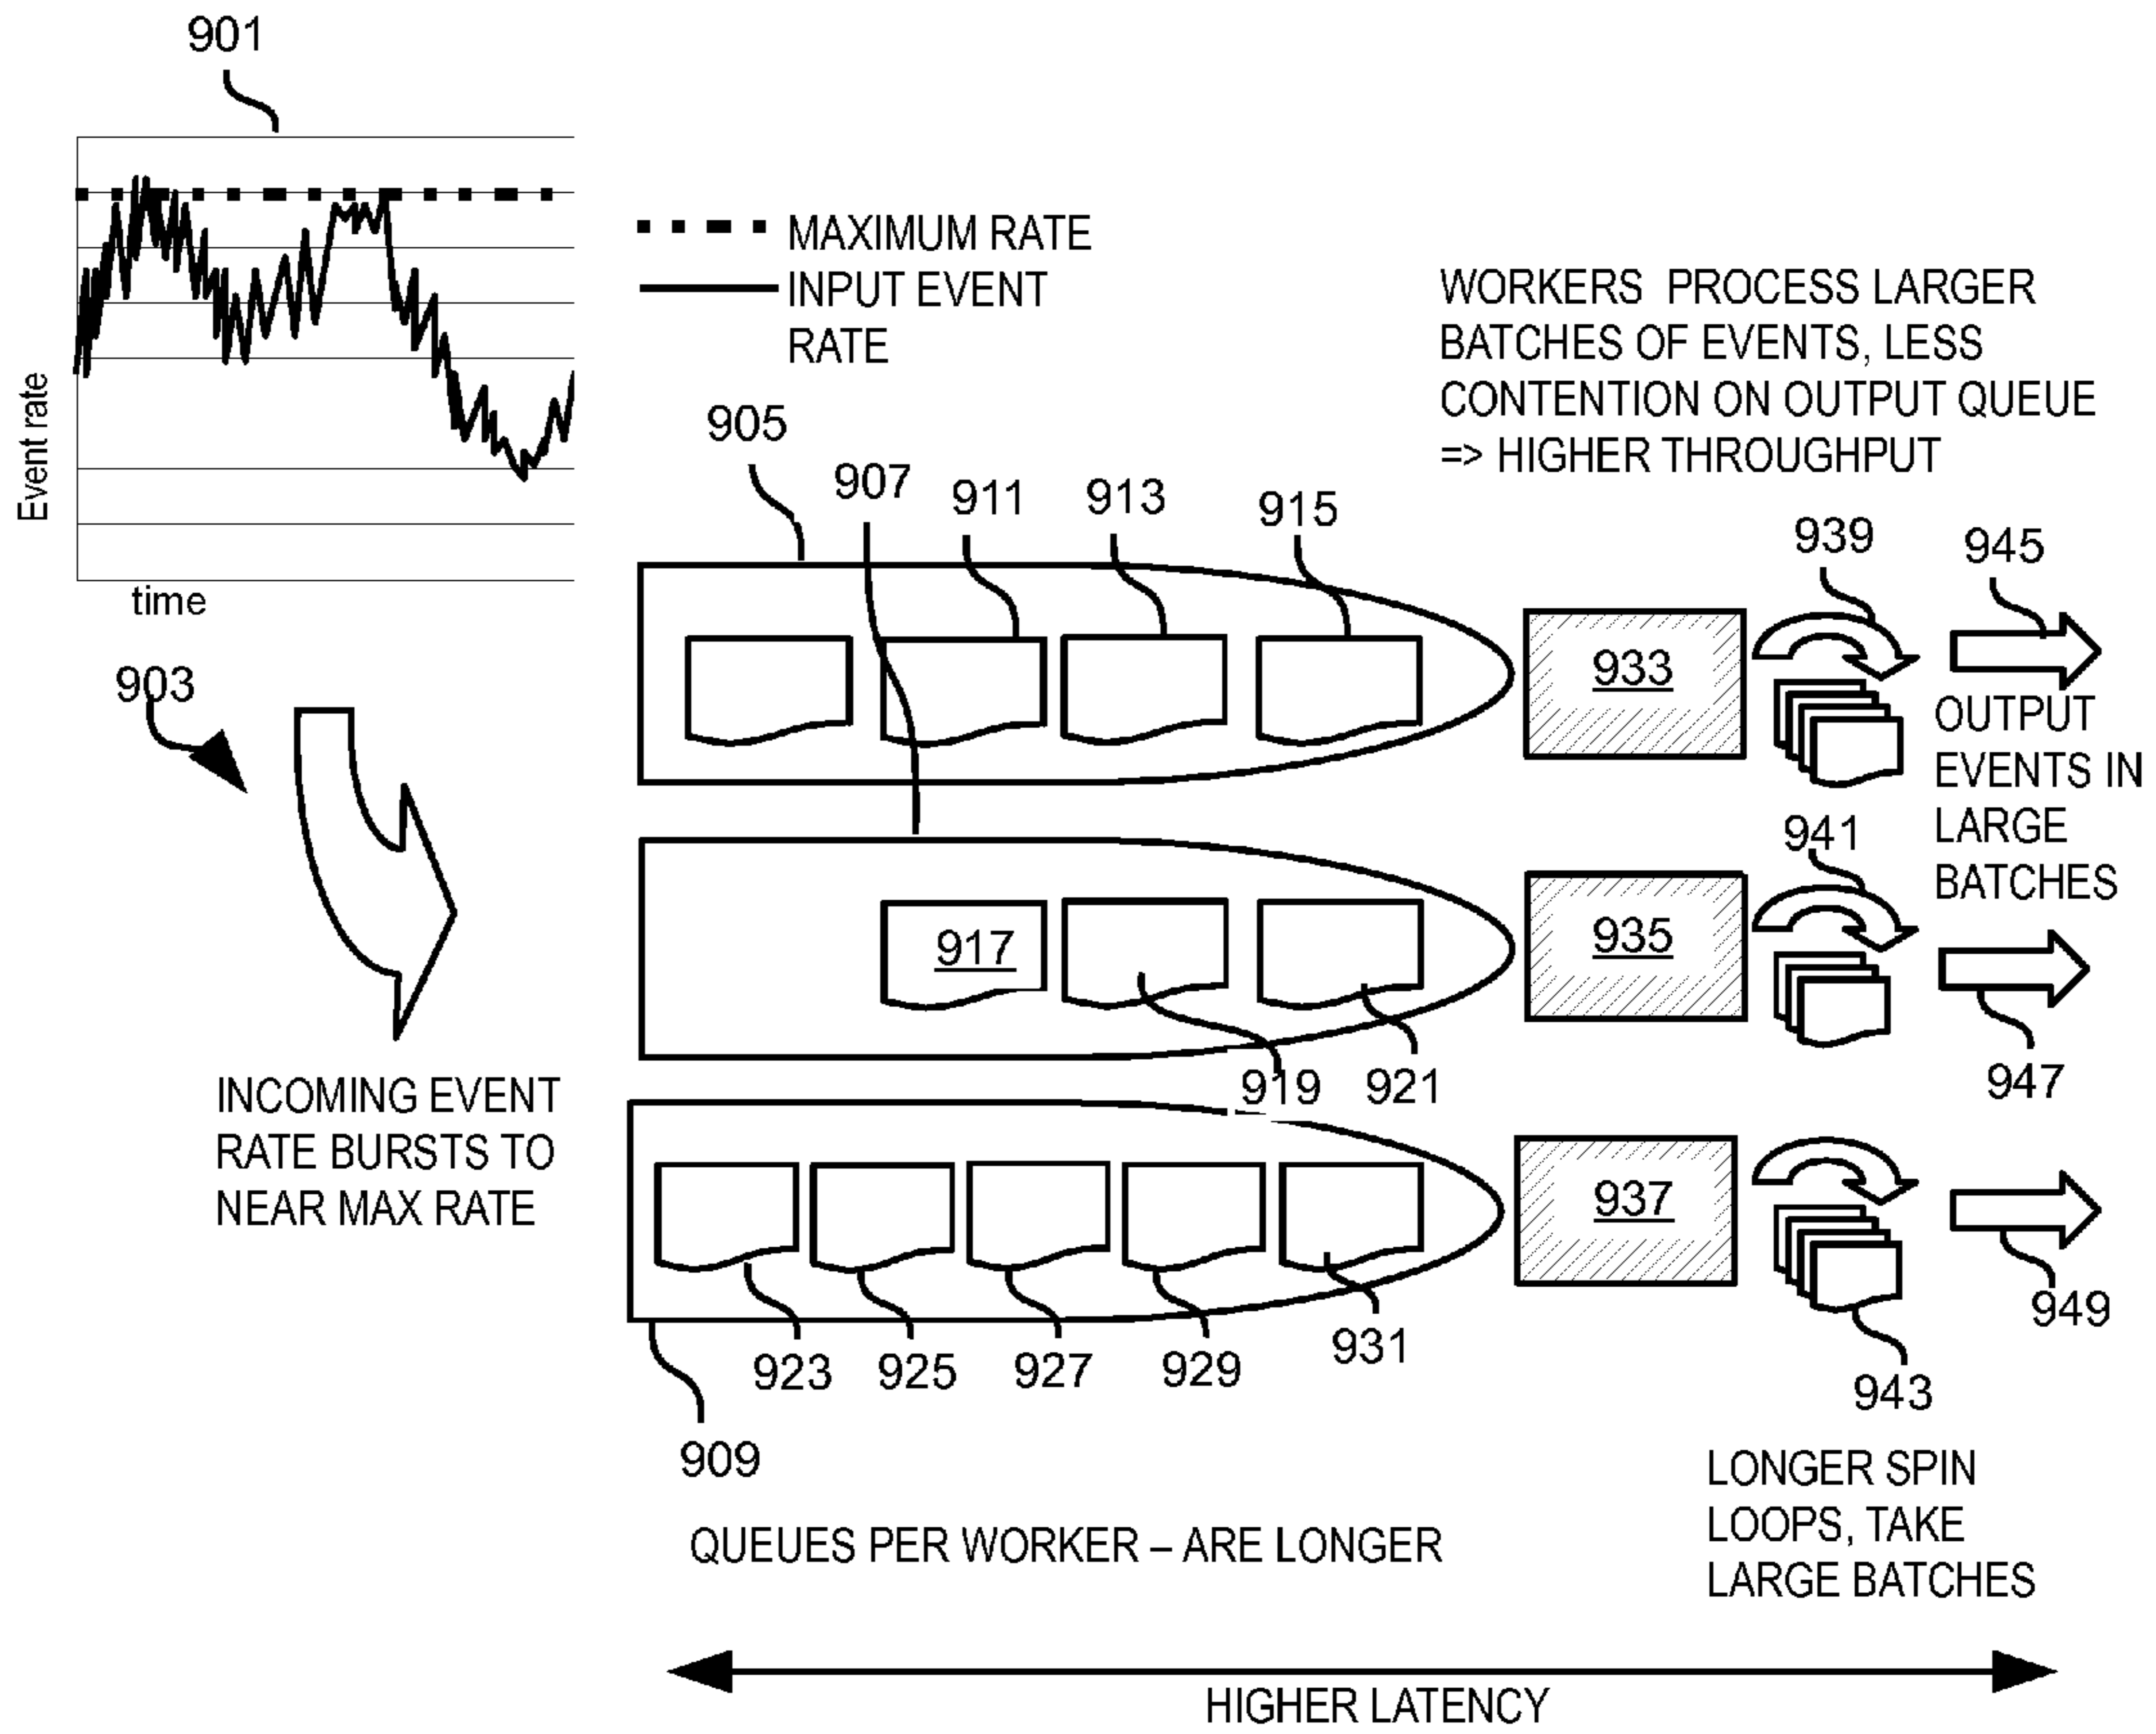 901
Event rate
time
MAXIMUM RATE
INPUT EVENT
RATE
WORKERS PROCESS LARGER
BATCHES OF EVENTS, LESS
CONTENTION ON OUTPUT QUEUE
=> HIGHER THROUGHPUT
903
INCOMING EVENT
RATE BURSTS TO
NEAR MAX RATE
905
907
911
913
915
933
939
945
OUTPUT
EVENTS IN
LARGE
BATCHES
917
919
921
935
941
947
923
925
927
929
931
909
937
943
949
QUEUES PER WORKER – ARE LONGER
LONGER SPIN
LOOPS, TAKE
LARGE BATCHES
HIGHER LATENCY